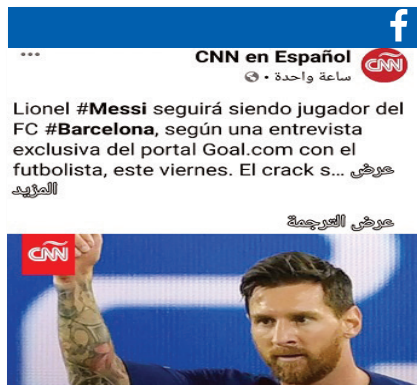 f
CNN en Español
CNN
ساعة واحدة
Lionel #Messi seguirá siendo jugador del
FC #Barcelona, según una entrevista
exclusiva del portal Goal.com con el
futbolista, este viernes. El crack s... عرض
المزيد
عرض الترجمة
CNN